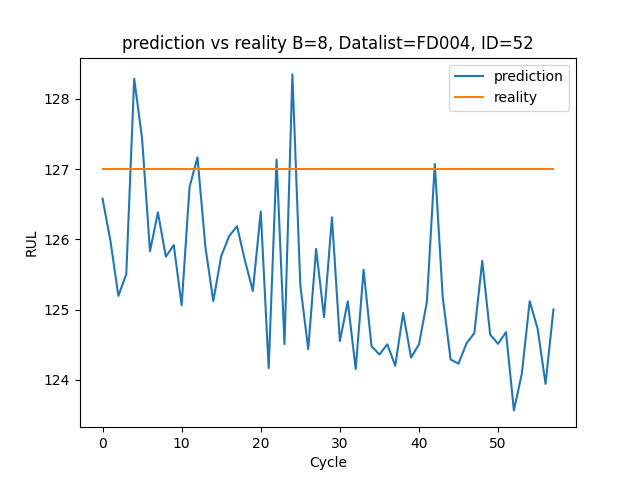 prediction vs reality B=8, Datalist=FD004, ID=52
prediction
reality
128
127
126
125
124
RUL
0 10 20 30 40 50
Cycle